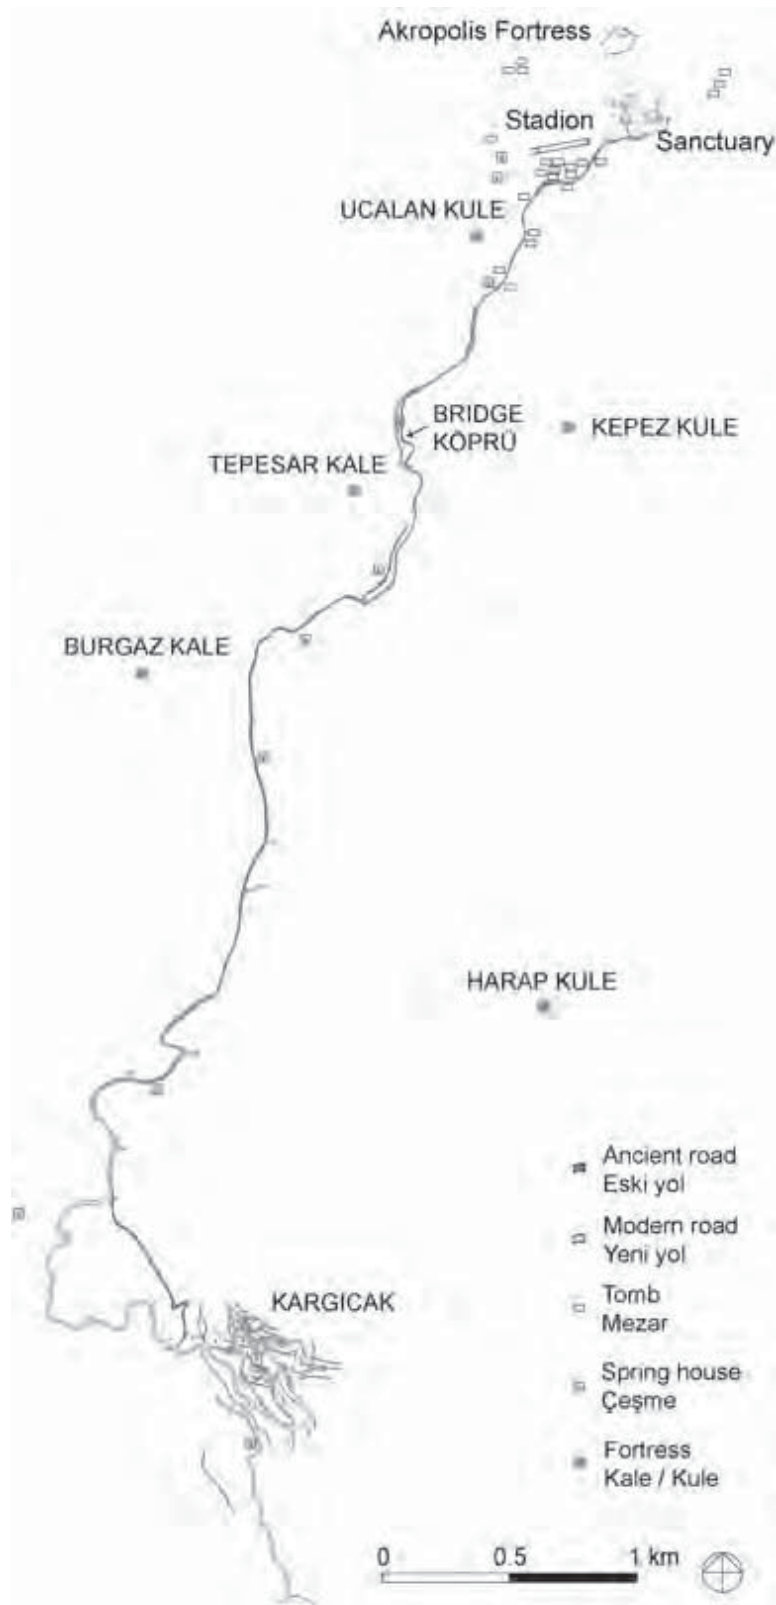 Akropolis Fortress
Stadion
Sanctuary
UCALAN KULE
BRIDGE
KÖPRÜ
KEPEZ KULE
TEPESAR KALE
BURGAZ KALE
HARAP KULE
Ancient road
Eski yol
Modern road
Yeni yol
KARGICAK
Tomb
Mezar
Spring house
Çeşme
Fortress
Kale / Kule
0 0.5 1 km